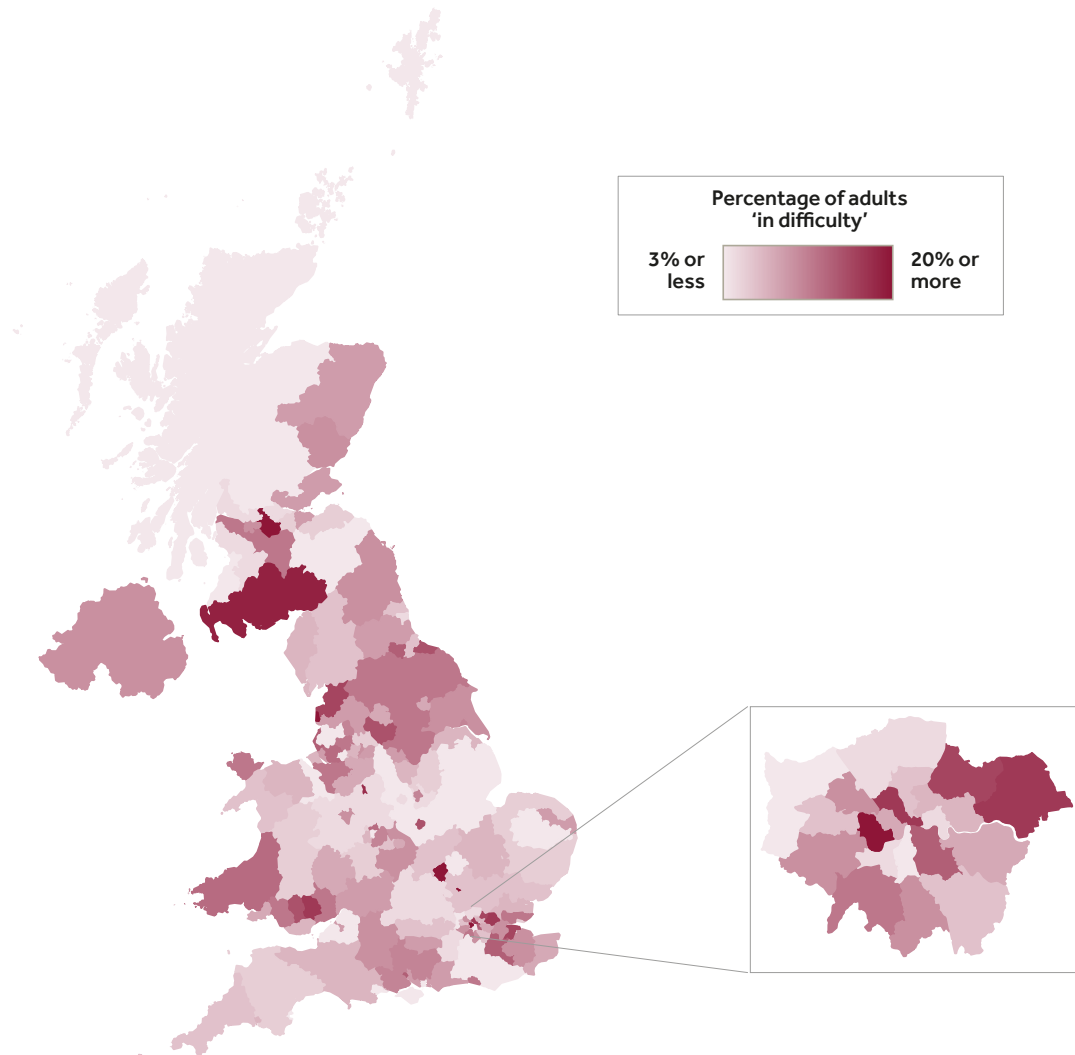 Percentage of adults
‘in difficulty’
3% or
less
20% or
more